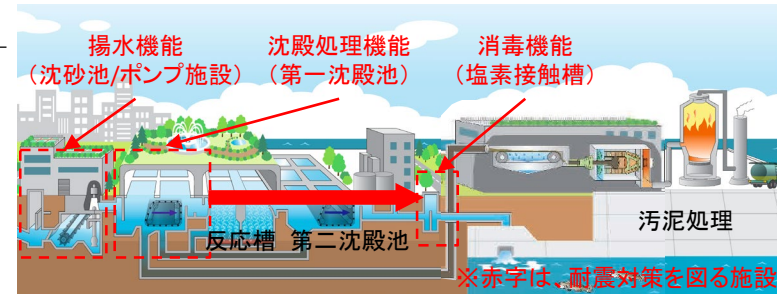 揚水機能
（沈砂池/ポンプ施設）
沈殿処理機能
（第一沈殿池）
消毒機能
（塩素接触槽）
反応槽 第二沈殿池
汚泥処理
※赤字は、耐震対策を図る施設